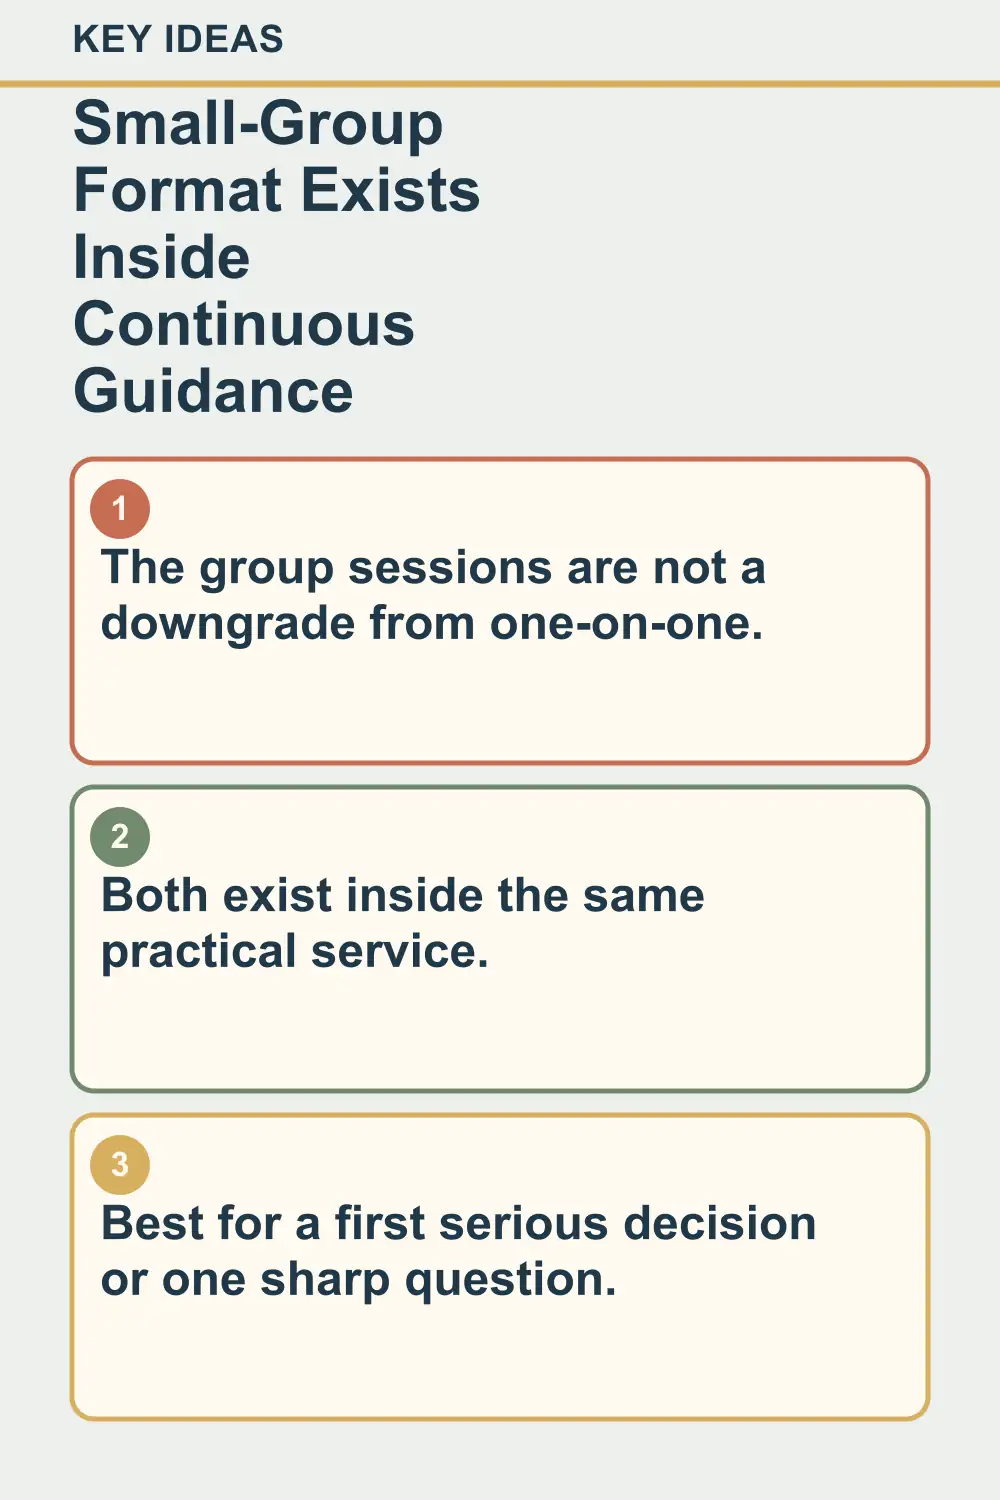 KEY IDEAS
Small-Group
Format Exists
Inside
Continuous
Guidance
1
The group sessions are not a
downgrade from one-on-one.
2
Both exist inside the same
practical service.
3
Best for a first serious decision
or one sharp question.